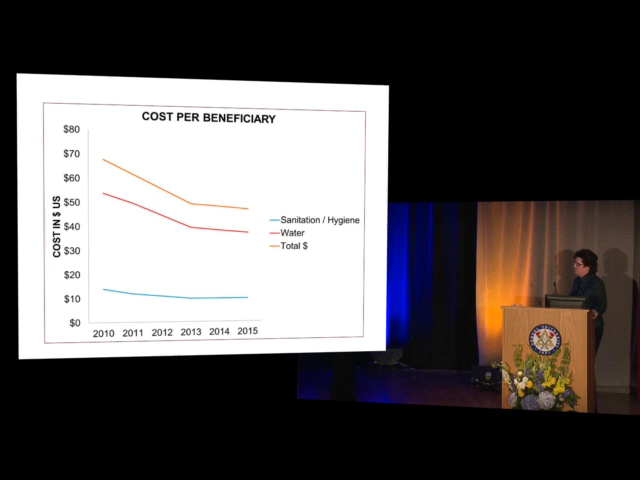 COST PER BENEFICIARY
$80
$70
$60
$50
$40
$30
$20
$10
$0
COST IN $ US
2010 2011 2012 2013 2014 2015
Sanitation / Hygiene
Water
Total $